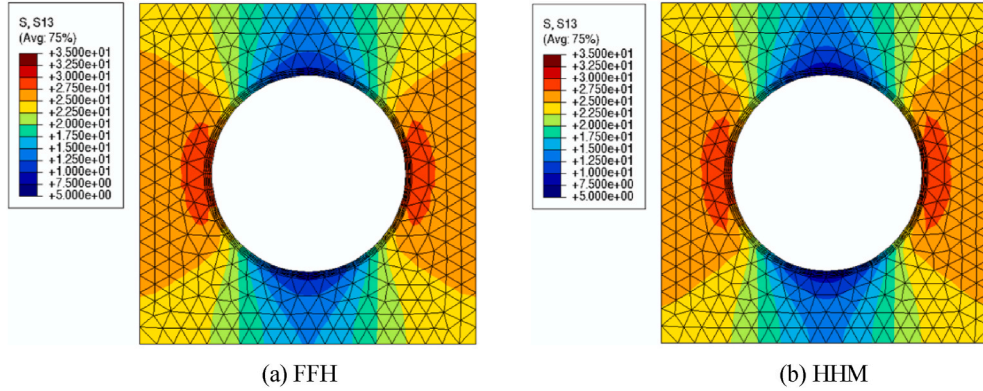 S, S13
(Avg: 75%)
+3.500e+01
+3.250e+01
+3.000e+01
+2.750e+01
+2.500e+01
+2.250e+01
+2.000e+01
+1.750e+01
+1.500e+01
+1.250e+01
+1.000e+01
+7.500e+00
+5.000e+00
(a) FFH
S, S13
(Avg: 75%)
+3.500e+01
+3.250e+01
+3.000e+01
+2.750e+01
+2.500e+01
+2.250e+01
+2.000e+01
+1.750e+01
+1.500e+01
+1.250e+01
+1.000e+01
+7.500e+00
+5.000e+00
(b) HHM